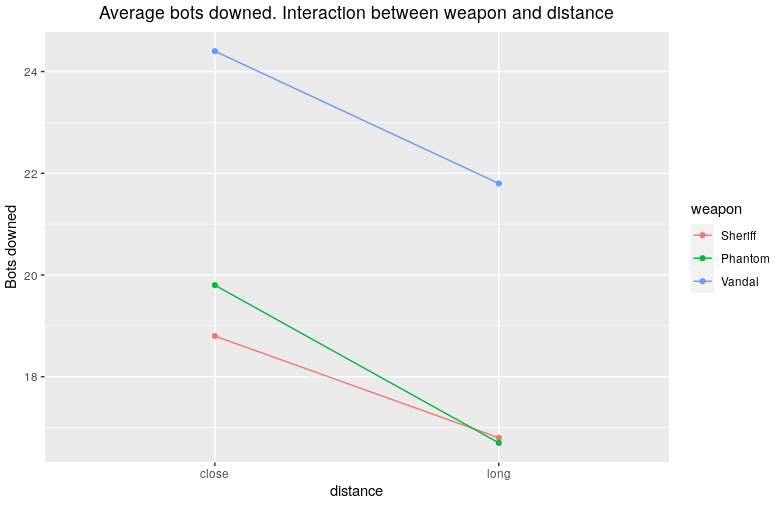 Average bots downed. Interaction between weapon and distance
Bots downed
24
22
20
18
close
long
distance
weapon
Sheriff
Phantom
Vandal